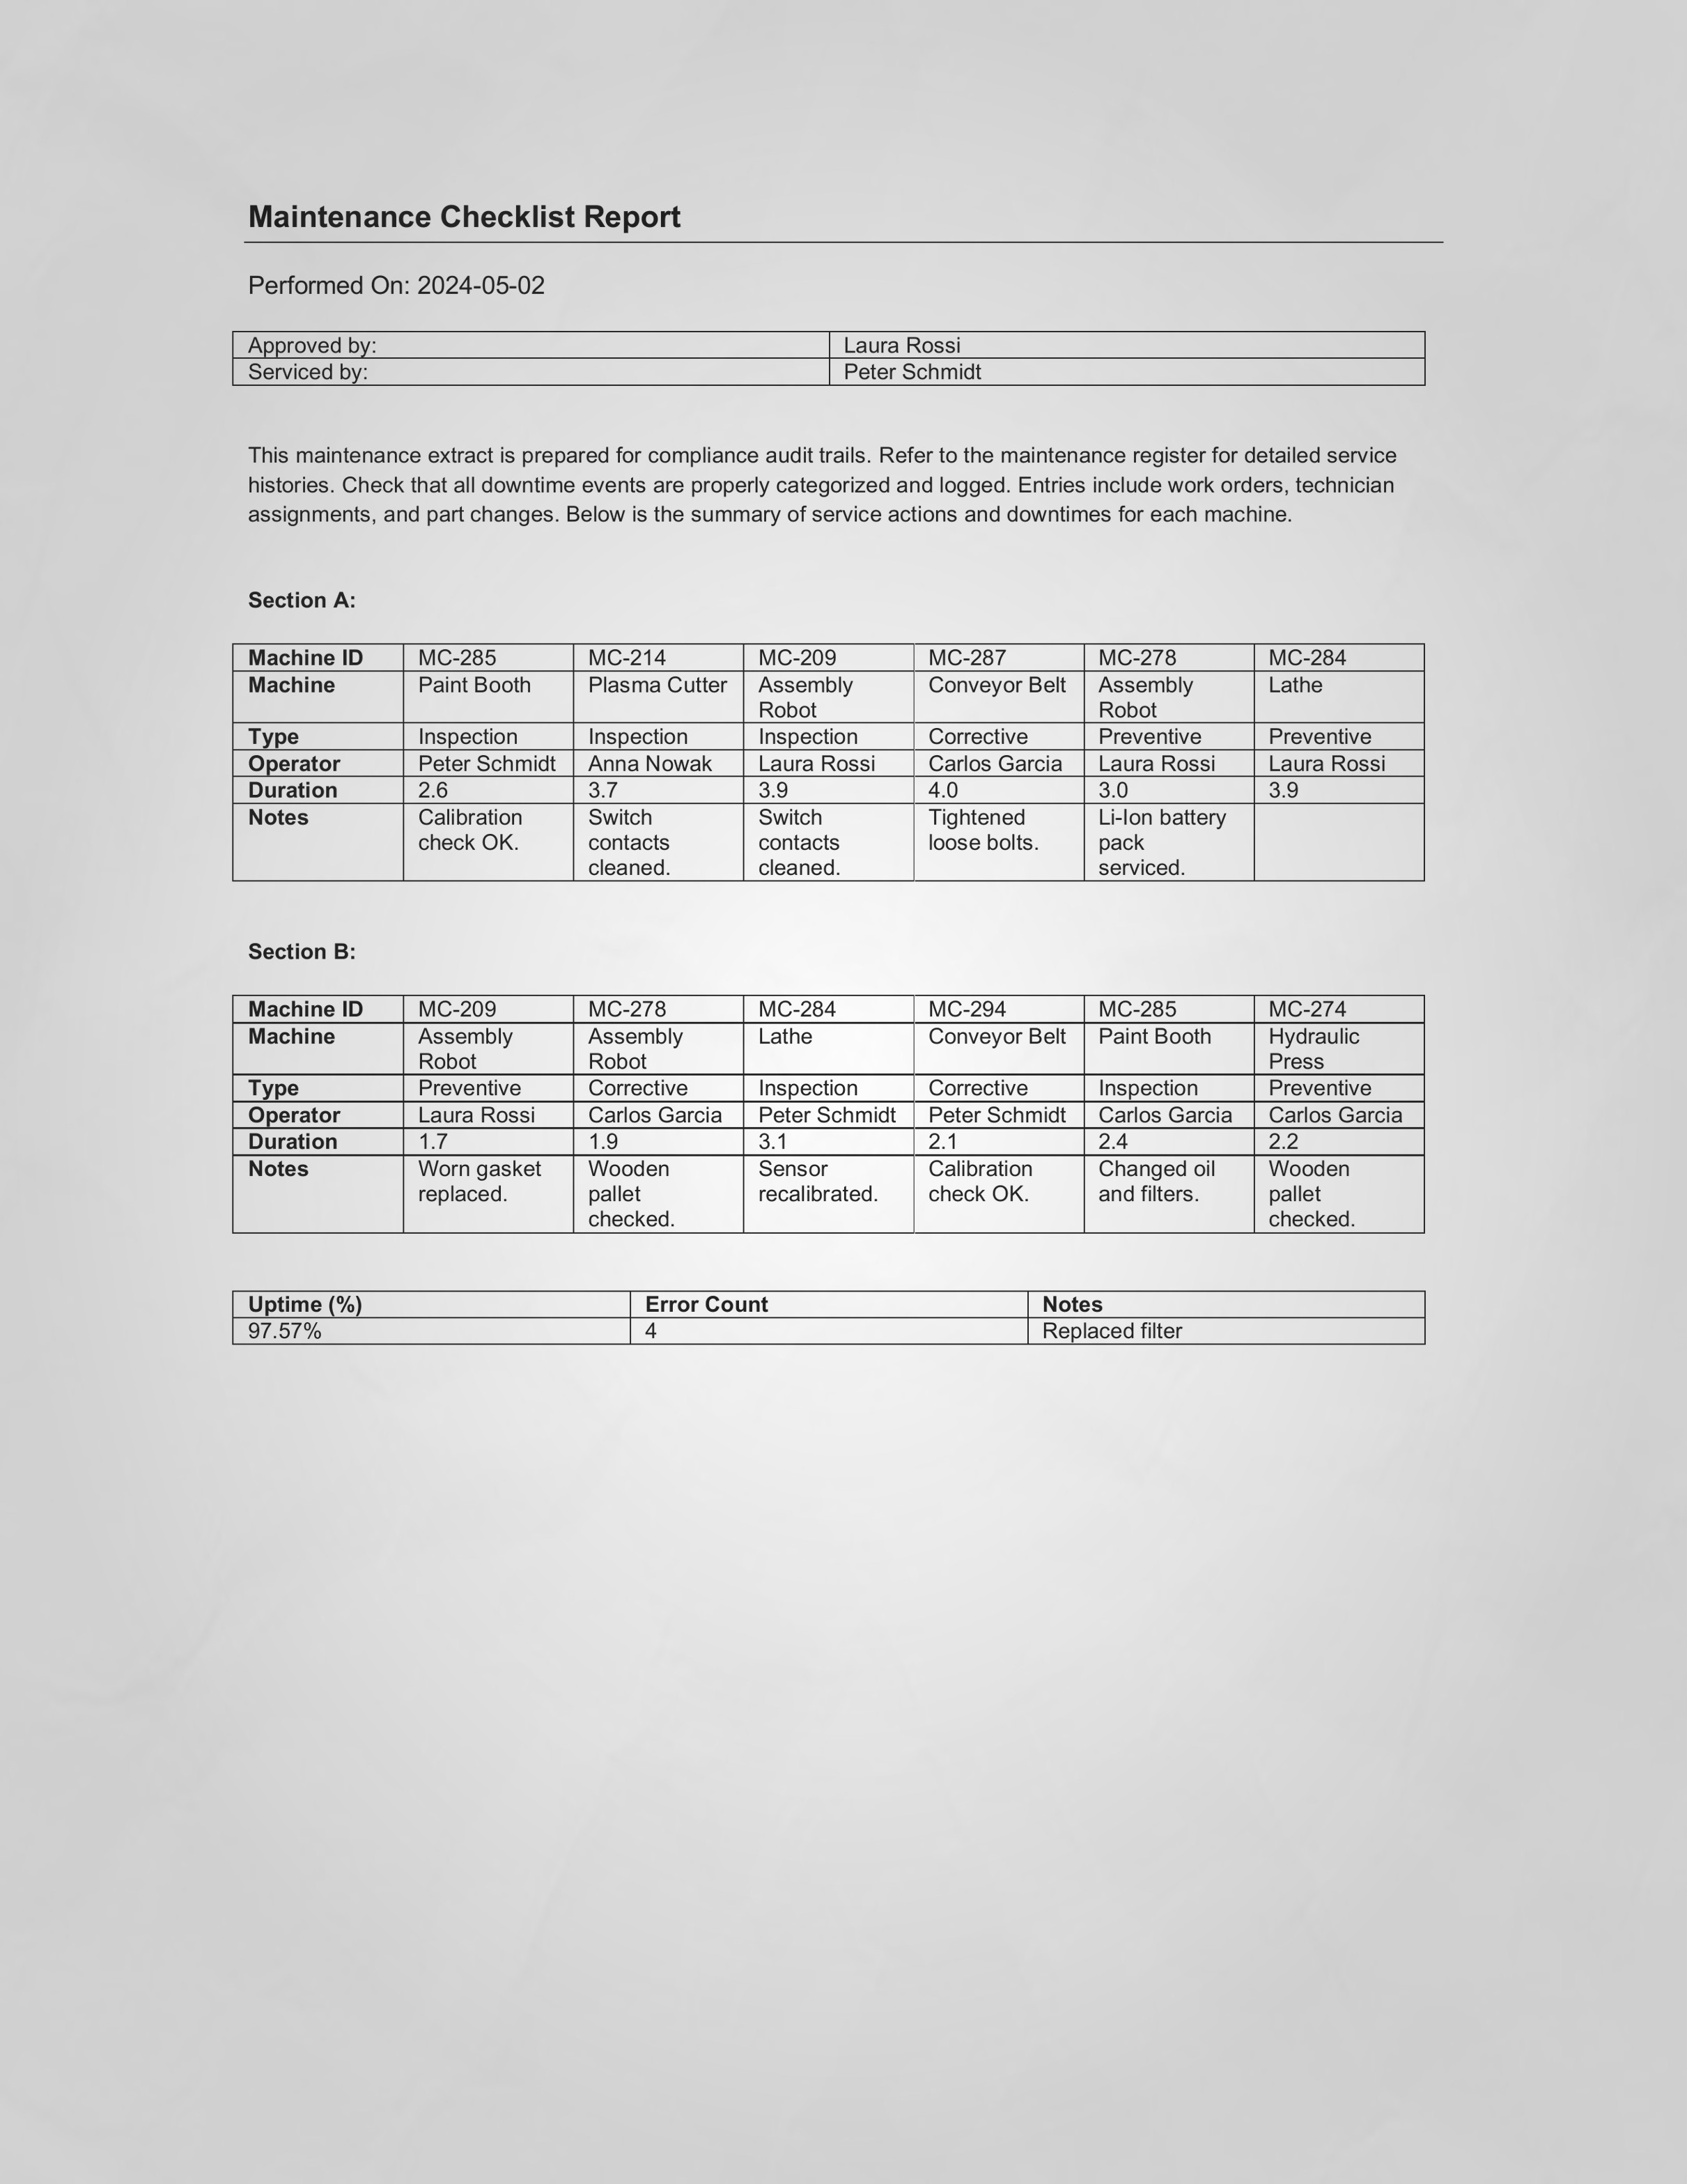 Maintenance Checklist Report
Performed On: 2024-05-02
Approved by: Laura Rossi
Serviced by: Peter Schmidt
This maintenance extract is prepared for compliance audit trails. Refer to the maintenance register for detailed service
histories. Check that all downtime events are properly categorized and logged. Entries include work orders, technician
assignments, and part changes. Below is the summary of service actions and downtimes for each machine.
Section A:
Machine ID MC-285 MC-214 MC-209 MC-287 MC-278 MC-284
Machine Paint Booth Plasma Cutter Assembly Conveyor Belt Assembly Lathe
Robot Robot
Type Inspection Inspection Inspection Corrective Preventive Preventive
Operator Peter Schmidt Anna Nowak Laura Rossi Carlos Garcia Laura Rossi Laura Rossi
Duration 2.6 3.7 3.9 4.0 3.0 3.9
Notes Calibration Switch Switch Tightened Li-Ion battery
check OK. contacts contacts loose bolts. pack
cleaned. cleaned. serviced.
Section B:
Machine ID MC-209 MC-278 MC-284 MC-294 MC-285 MC-274
Machine Assembly Assembly Lathe Conveyor Belt Paint Booth Hydraulic
Robot Robot Press
Type Preventive Corrective Inspection Corrective Inspection Preventive
Operator Laura Rossi Carlos Garcia Peter Schmidt Peter Schmidt Carlos Garcia Carlos Garcia
Duration 1.7 1.9 3.1 2.1 2.4 2.2
Notes Worn gasket Wooden Sensor Calibration Changed oil Wooden
replaced. pallet recalibrated. check OK. and filters. pallet
checked. checked.
Uptime (%) Error Count Notes
97.57% 4 Replaced filter